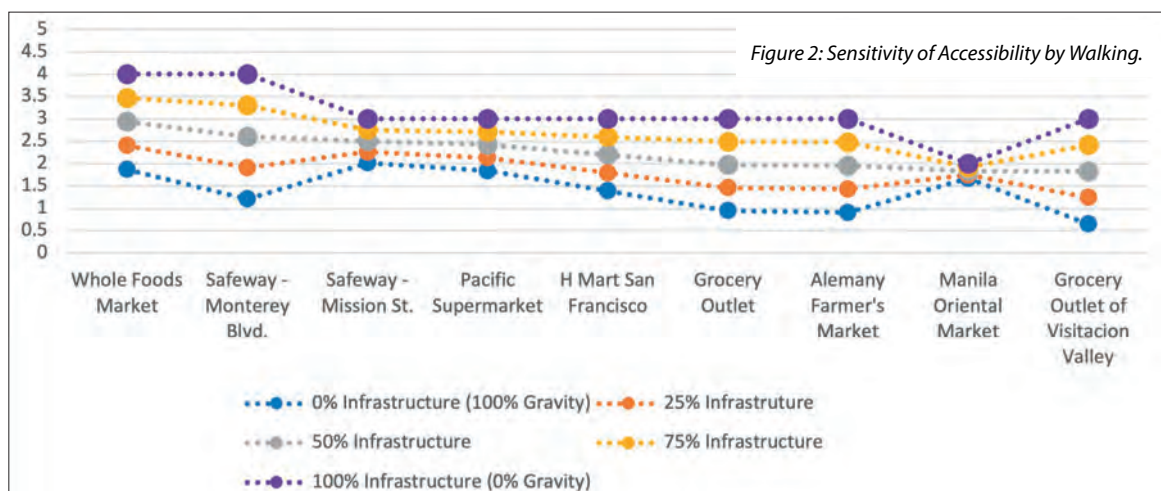 Figure 2: Sensitivity of Accessibility by Walking.
5
4.5
4
3.5
3
2.5
2
1.5
1
0.5
0
Whole Foods
Market
Safeway -
Monterey
Blvd.
Safeway -
Mission St.
Pacific
Supermarket
H Mart San
Francisco
Grocery
Outlet
Alemany
Farmer's
Market
Manila
Oriental
Market
Grocery
Outlet of
Visitacion
Valley
0% Infrastructure (100% Gravity)
25% Infrastruture
50% Infrastructure
75% Infrastructure
100% Infrastructure (0% Gravity)